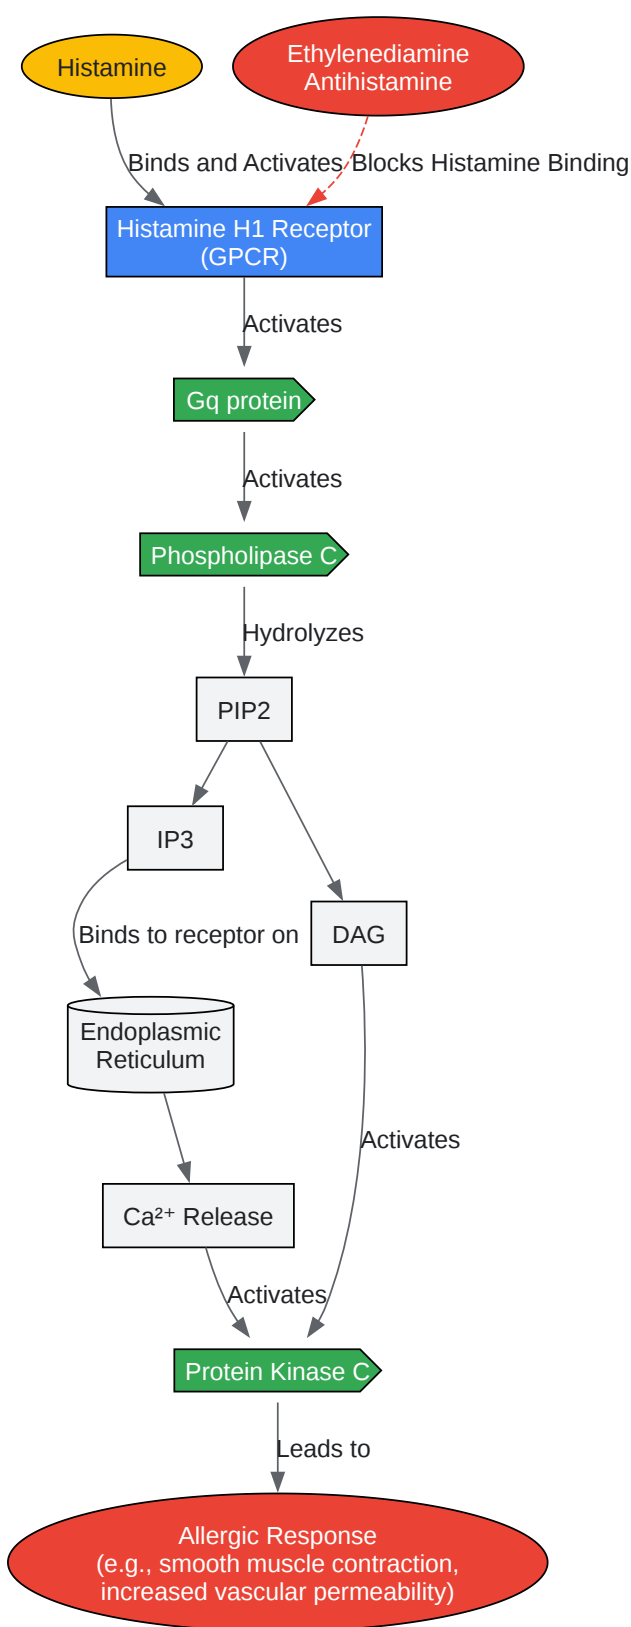 Histamine
Ethylenediamine
Antihistamine
Binds and Activates
Blocks Histamine Binding
Histamine H1 Receptor
(GPCR)
Activates
Gq protein
Activates
Phospholipase C
Hydrolyzes
PIP2
IP3
Binds to receptor on
DAG
Endoplasmic
Reticulum
Activates
Ca²⁺ Release
Activates
Protein Kinase C
Leads to
Allergic Response
(e.g., smooth muscle contraction,
increased vascular permeability)